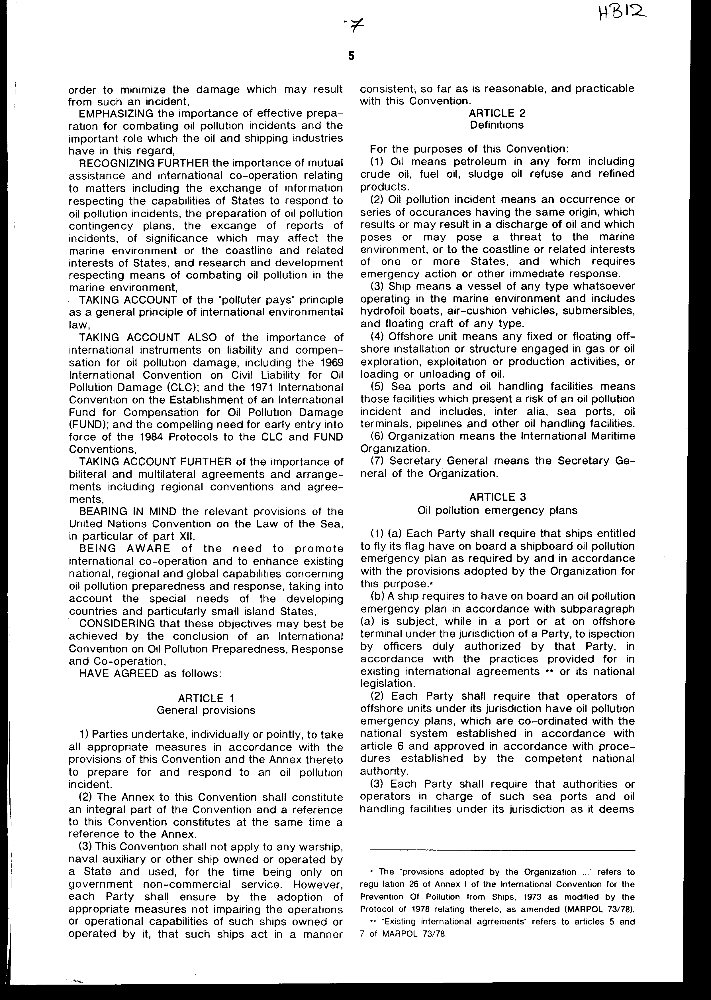 HB12
-7
5
order to minimize the damage which may result
from such an incident,
EMPHASIZING the importance of effective prepa-
ration for combating oil pollution incidents and the
important role which the oil and shipping industries
have in this regard,
RECOGNIZING FURTHER the importance of mutual
assistance and international co-operation relating
to matters including the exchange of information
respecting the capabilities of States to respond to
oil pollution incidents, the preparation of oil pollution
contingency plans, the excange of reports of
incidents, of significance which may affect the
marine environment or the coastline and related
interests of States, and research and development
respecting means of combating oil pollution in the
marine environment,
TAKING ACCOUNT of the "polluter pays" principle
as a general principle of international environmental
law,
TAKING ACCOUNT ALSO of the importance of
international instruments on liability and compen-
sation for oil pollution damage, including the 1969
International Convention on Civil Liability for Oil
Pollution Damage (CLC); and the 1971 International
Convention on the Establishment of an International
Fund for Compensation for Oil Pollution Damage
(FUND); and the compelling need for early entry into
force of the 1984 Protocols to the CLC and FUND
Conventions,
TAKING ACCOUNT FURTHER of the importance of
biliteral and multilateral agreements and arrange-
ments including regional conventions and agree-
ments,
BEARING IN MIND the relevant provisions of the
United Nations Convention on the Law of the Sea,
in particular of part XII,
BEING AWARE of the need to promote
international co-operation and to enhance existing
national, regional and global capabilities concerning
oil pollution preparedness and response, taking into
account the special needs of the developing
countries and particularly small island States,
CONSIDERING that these objectives may best be
achieved by the conclusion of an International
Convention on Oil Pollution Preparedness, Response
and Co-operation,
HAVE AGREED as follows:
ARTICLE 1
General provisions
1) Parties undertake, individually or pointly, to take
all appropriate measures in accordance with the
provisions of this Convention and the Annex thereto
to prepare for and respond to an oil pollution
incident.
(2) The Annex to this Convention shall constitute
an integral part of the Convention and a reference
to this Convention constitutes at the same time a
reference to the Annex.
(3) This Convention shall not apply to any warship,
naval auxiliary or other ship owned or operated by
a State and used, for the time being only on
government non-commercial service. However,
each Party shall ensure by the adoption of
appropriate measures not impairing the operations
or operational capabilities of such ships owned or
operated by it, that such ships act in a manner
consistent, so far as is reasonable, and practicable
with this Convention.
ARTICLE 2
Definitions
For the purposes of this Convention:
(1) Oil means petroleum in any form including
crude oil, fuel oil, sludge oil refuse and refined
products.
(2) Oil pollution incident means an occurrence or
series of occurances having the same origin, which
results or may result in a discharge of oil and which
poses or may pose a threat to the marine
environment, or to the coastline or related interests
of one or more States, and which requires
emergency action or other immediate response.
(3) Ship means a vessel of any type whatsoever
operating in the marine environment and includes
hydrofoil boats, air-cushion vehicles, submersibles,
and floating craft of any type.
(4) Offshore unit means any fixed or floating off-
shore installation or structure engaged in gas or oil
exploration, exploitation or production activities, or
loading or unloading of oil.
(5) Sea ports and oil handling facilities means
those facilities which present a risk of an oil pollution
incident and includes, inter alia, sea ports, oil
terminals, pipelines and other oil handling facilities.
(6) Organization means the International Maritime
Organization.
(7) Secretary General means the Secretary Ge-
neral of the Organization.
ARTICLE 3
Oil pollution emergency plans
(1) (a) Each Party shall require that ships entitled
to fly its flag have on board a shipboard oil pollution
emergency plan as required by and in accordance
with the provisions adopted by the Organization for
this purpose.*
(b) A ship requires to have on board an oil pollution
emergency plan in accordance with subparagraph
(a) is subject, while in a port or at on offshore
terminal under the jurisdiction of a Party, to ispection
by officers duly authorized by that Party, in
accordance with the practices provided for in
existing international agreements ** or its national
legislation.
(2) Each Party shall require that operators of
offshore units under its jurisdiction have oil pollution
emergency plans, which are co-ordinated with the
national system established in accordance with
article 6 and approved in accordance with proce-
dures established by the competent national
authority.
(3) Each Party shall require that authorities or
operators in charge of such sea ports and oil
handling facilities under its jurisdiction as it deems
* The "provisions adopted by the Organization ..." refers to
regu lation 26 of Annex I of the International Convention for the
Prevention Of Pollution from Ships, 1973 as modified by the
Protocol of 1978 relating thereto, as amended (MARPOL 73/78).
** "Existing international agrrements" refers to articles 5 and
7 of MARPOL 73/78.